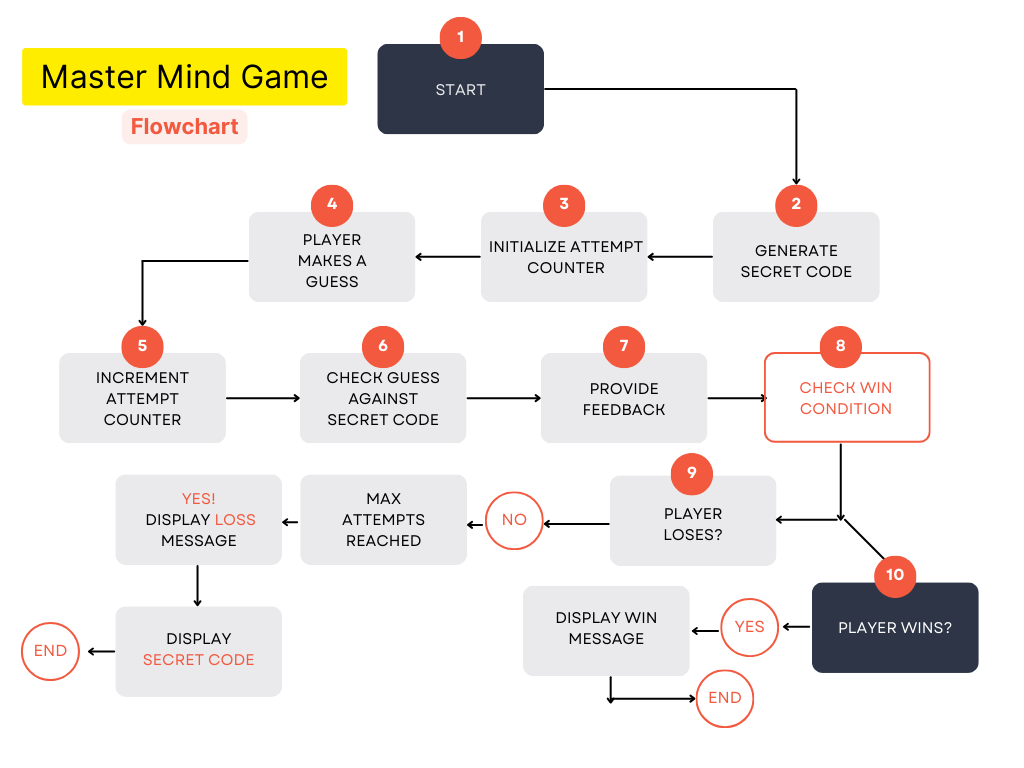 Master Mind Game
Flowchart
1
START
2
GENERATE
SECRET CODE
3
INITIALIZE ATTEMPT
COUNTER
4
PLAYER
MAKES A
GUESS
5
INCREMENT
ATTEMPT
COUNTER
6
CHECK GUESS
AGAINST
SECRET CODE
7
PROVIDE
FEEDBACK
8
CHECK WIN
CONDITION
9
PLAYER
LOSES?
NO
MAX
ATTEMPTS
REACHED
YES!
DISPLAY LOSS
MESSAGE
DISPLAY
SECRET CODE
END
10
PLAYER WINS?
YES
DISPLAY WIN
MESSAGE
END